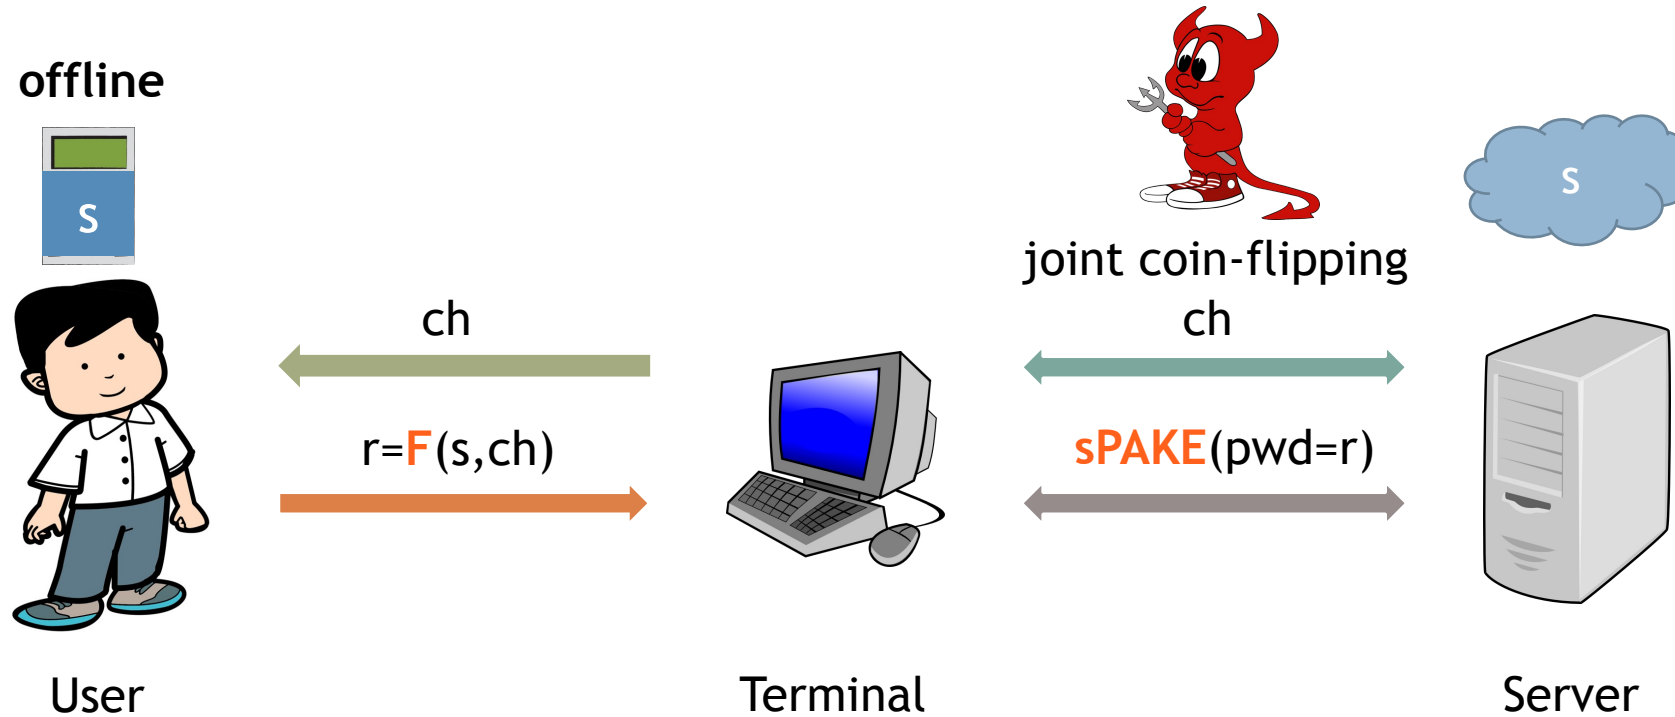 offline
s
s
joint coin-flipping
ch
ch
r=F(s,ch)
sPAKE(pwd=r)
User
Terminal
Server